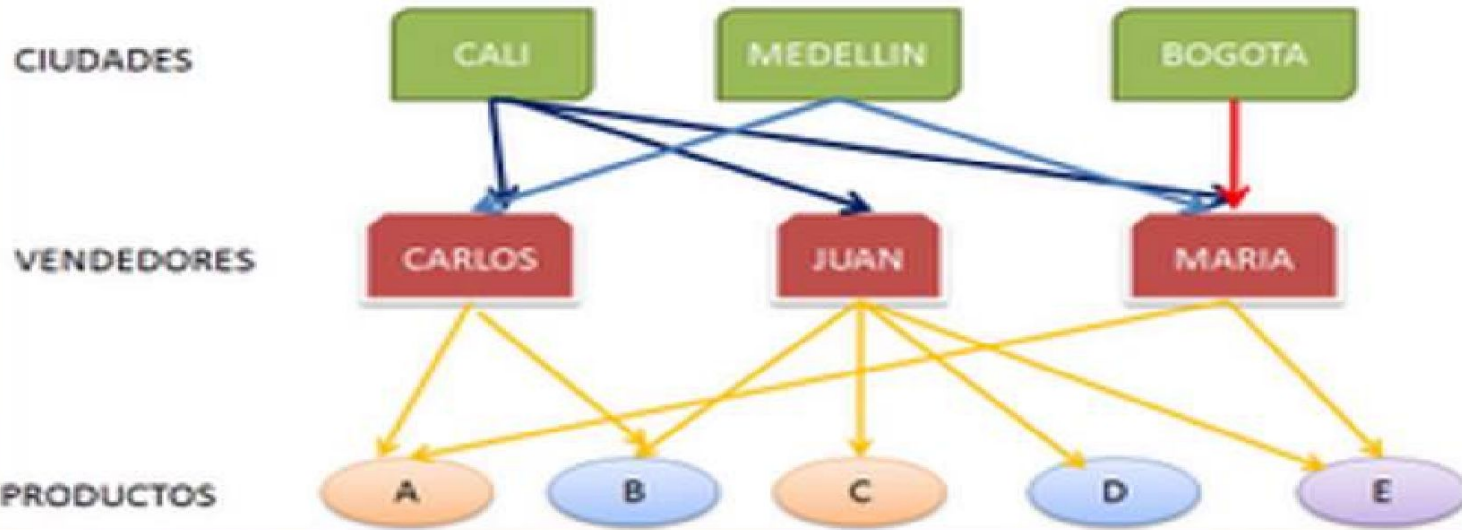 CIUDADES CALI MEDELLIN BOGOTA
VENDEDORES CARLOS JUAN MARIA
PRODUCTOS A B C D E